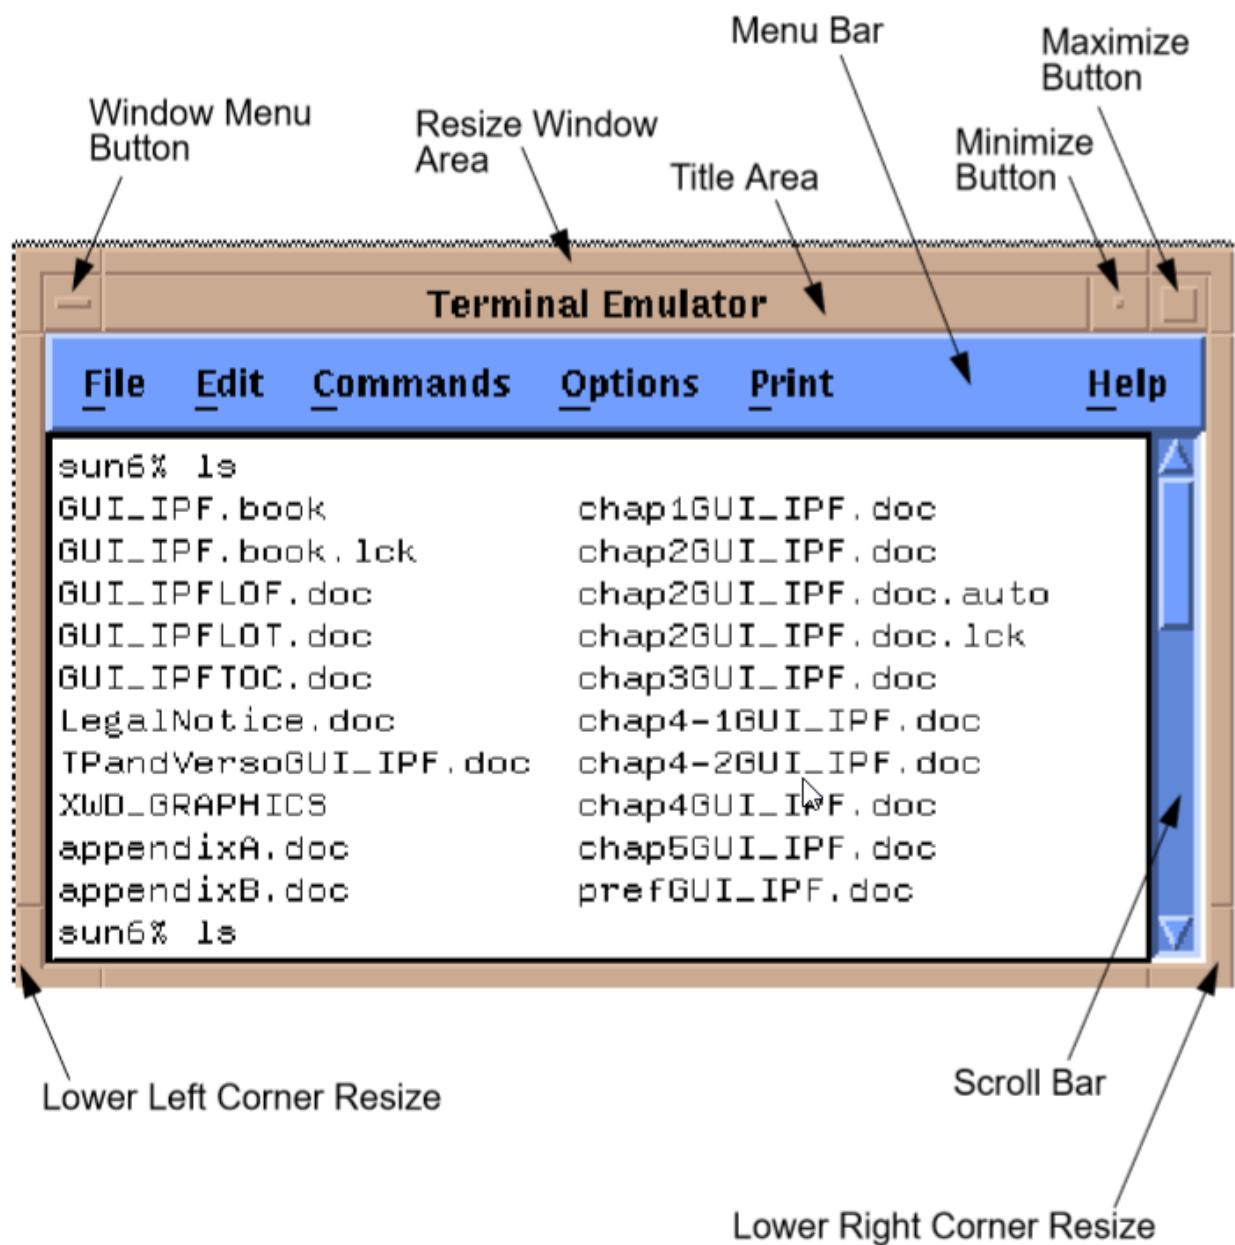 Menu Bar
Maximize
Button
Window Menu
Button
Resize Window
Area
Title Area
Minimize
Button
Terminal Emulator
File Edit Commands Options Print Help
sun6% ls
GUI_IPF.book chap1GUI_IPF.doc
GUI_IPF.book.lck chap2GUI_IPF.doc
GUI_IPFLOF.doc chap2GUI_IPF.doc.auto
GUI_IPFLOT.doc chap2GUI_IPF.doc.lck
GUI_IPFTOC.doc chap3GUI_IPF.doc
LegalNotice.doc chap4-1GUI_IPF.doc
TPandVersoGUI_IPF.doc chap4-2GUI_IPF.doc
XWD_GRAPHICS chap4GUI_IPF.doc
appendixA.doc chap5GUI_IPF.doc
appendixB.doc prefGUI_IPF.doc
sun6% ls
Lower Left Corner Resize
Scroll Bar
Lower Right Corner Resize